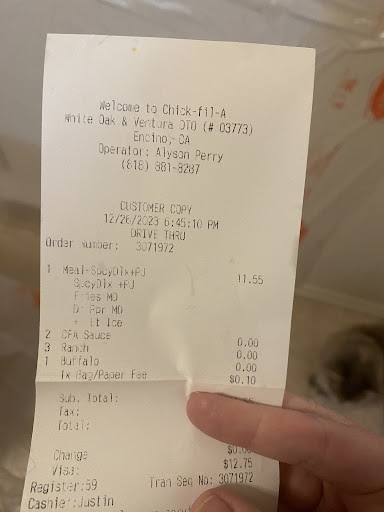 Welcome to Chick-fil-A
White Oak & Ventura DTO (# 03773)
Encino, CA
Operator: Alyson Perry
(818) 881-8287
CUSTOMER COPY
12/26/2023 6:45:10 PM
DRIVE THRU
Order Number: 3071972
1 Meal-SpcyDlx+PJ 11.55
SpcyDlx +PJ
Fries MD
Dr Ppr MD
+ Lt Ice
2 CFA Sauce 0.00
3 Ranch 0.00
1 Buffalo 0.00
Tx Bag/Paper Fee $0.10
Sub. Total:
Tax:
Total:
Change $0.00
Visa: $12.75
Register:59 Tran Seq No: 3071972
Cashier:Justin